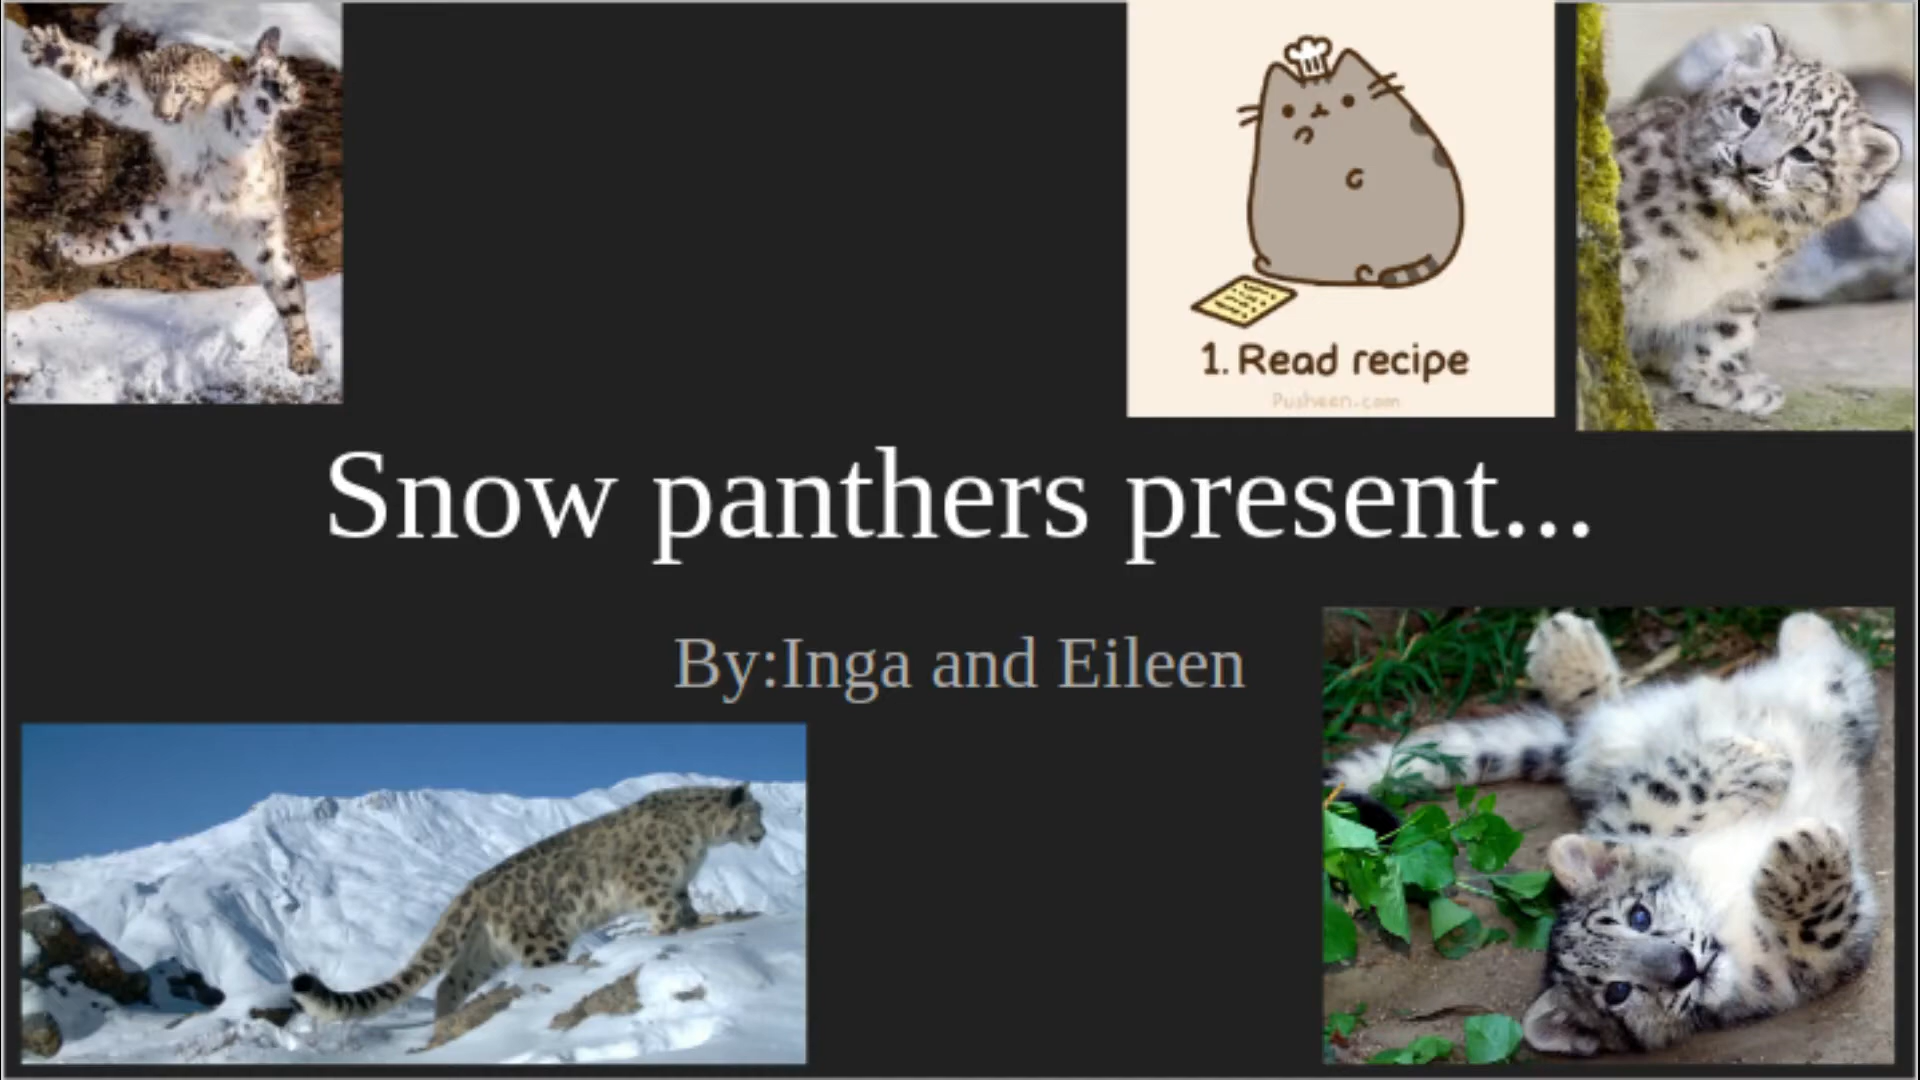 1. Read recipe
Pusheen.com
Snow panthers present...
By:Inga and Eileen